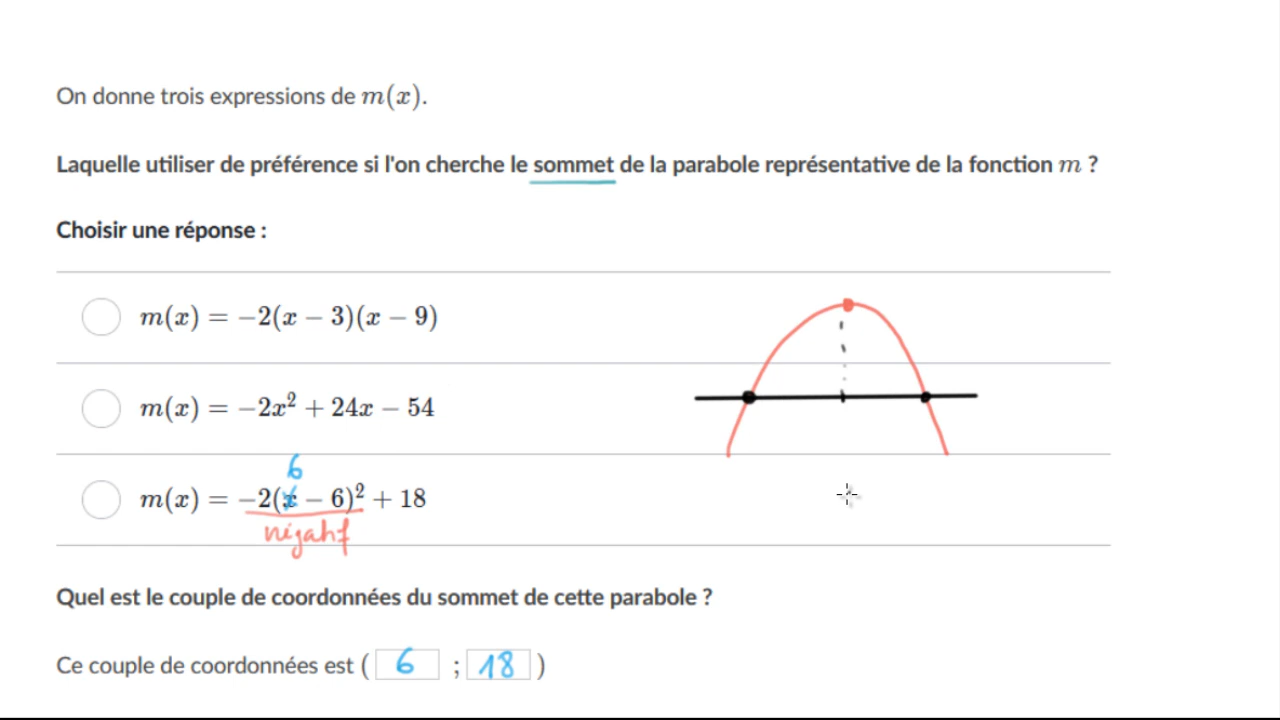 On donne trois expressions de m(x).
Laquelle utiliser de préférence si l'on cherche le sommet de la parabole représentative de la fonction m ?
Choisir une réponse :
m(x) = −2(x − 3)(x − 9)
m(x) = −2x² + 24x − 54
6
m(x) = −2(x − 6)² + 18
négatif
Quel est le couple de coordonnées du sommet de cette parabole ?
Ce couple de coordonnées est ( 6 ; 18 )